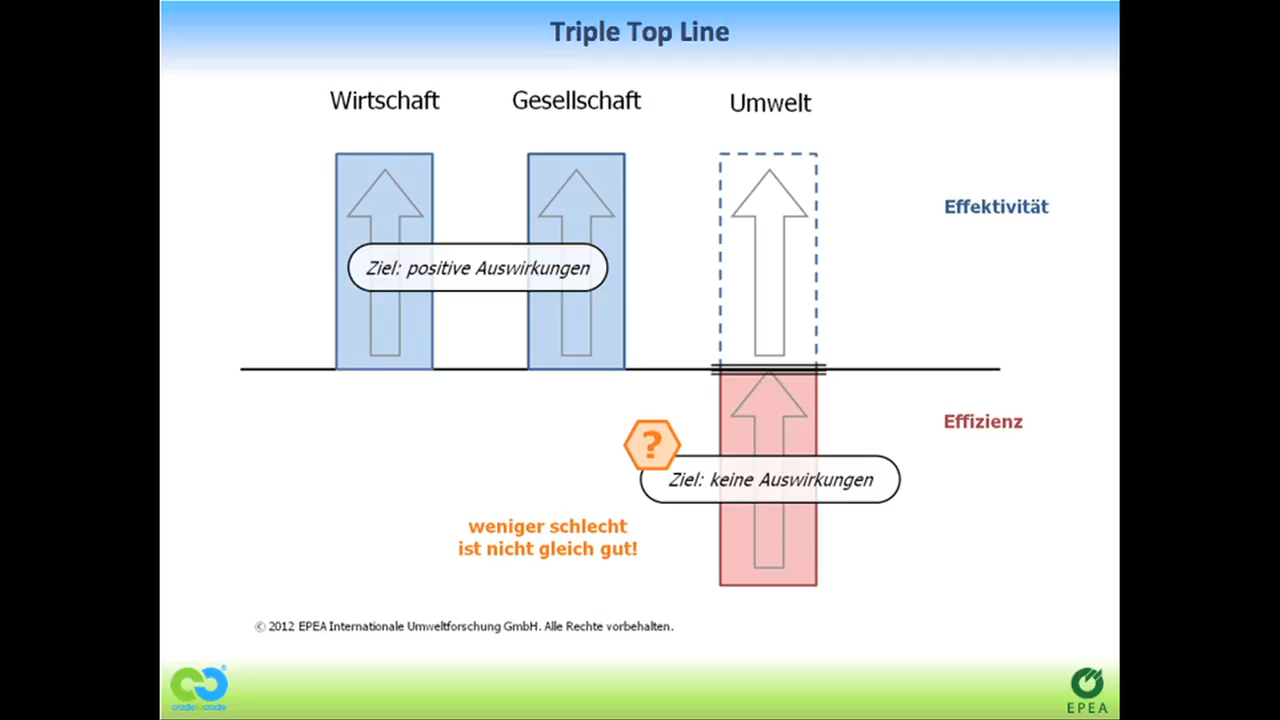 Triple Top Line
Wirtschaft
Gesellschaft
Umwelt
Effektivität
Ziel: positive Auswirkungen
Effizienz
?
Ziel: keine Auswirkungen
weniger schlecht
ist nicht gleich gut!
© 2012 EPEA Internationale Umweltforschung GmbH. Alle Rechte vorbehalten.
®
cradletocradle
EPEA